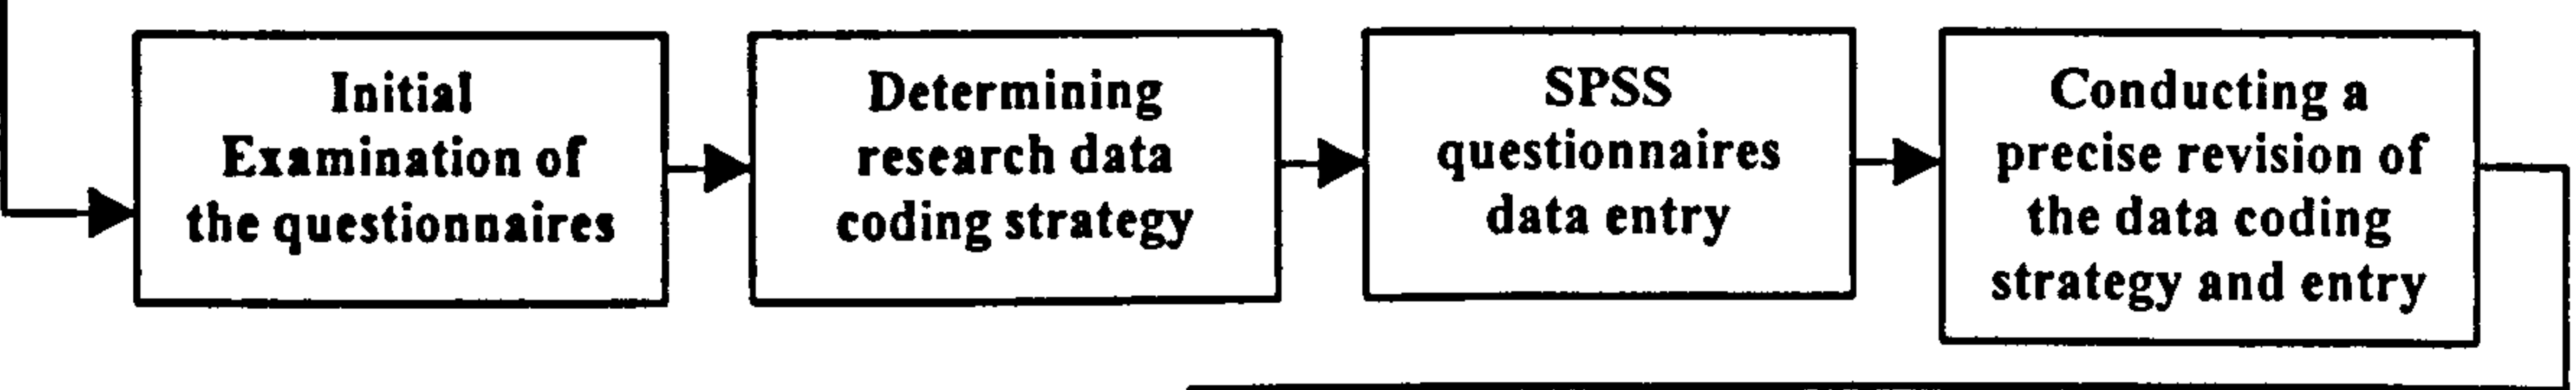 Initial
Examination of
the questionnaires
Determining
research data
coding strategy
SPSS
questionnaires
data entry
Conducting a
precise revision of
the data coding
strategy and entry